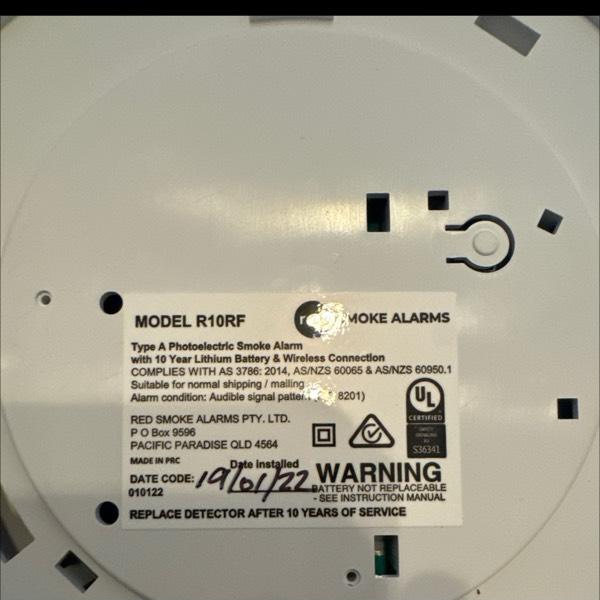 MODEL R10RF
SMOKE ALARMS
Type A Photoelectric Smoke Alarm
with 10 Year Lithium Battery & Wireless Connection
COMPLIES WITH AS 3786: 2014, AS/NZS 60065 & AS/NZS 60950.1
Suitable for normal shipping / mailing
Alarm condition: Audible signal pattern 8201)
UL
CERTIFIED
S36341
RED SMOKE ALARMS PTY. LTD.
P O Box 9596
PACIFIC PARADISE QLD 4564
MADE IN PRC
Date installed
DATE CODE: 19/01/22
010122
WARNING
BATTERY NOT REPLACEABLE
- SEE INSTRUCTION MANUAL
REPLACE DETECTOR AFTER 10 YEARS OF SERVICE